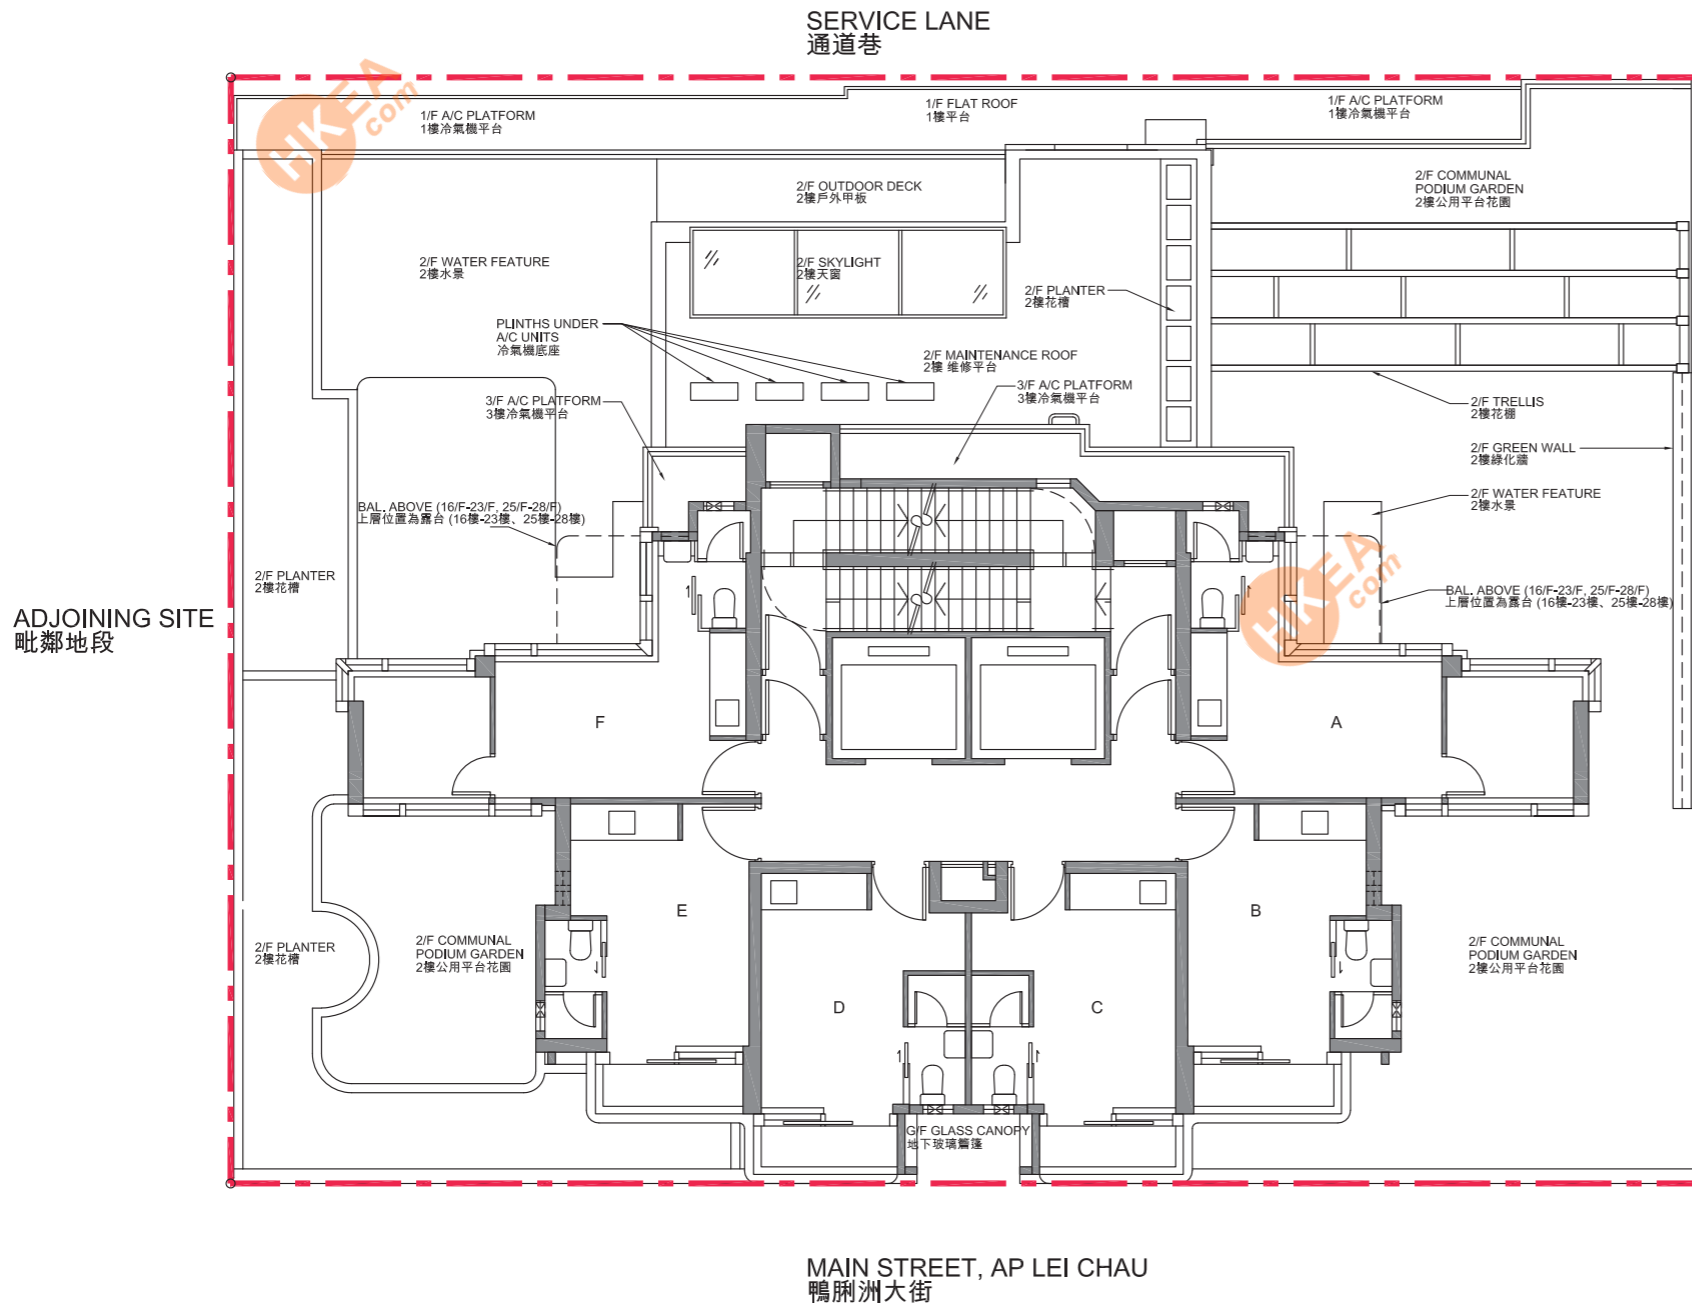 SERVICE LANE
通道巷
HKEA
com
1/F A/C PLATFORM
1樓冷氣機平台
1/F FLAT ROOF
1樓平台
1/F A/C PLATFORM
1樓冷氣機平台
2/F OUTDOOR DECK
2樓戶外甲板
2/F COMMUNAL
PODIUM GARDEN
2樓公用平台花園
2/F WATER FEATURE
2樓水景
2/F SKYLIGHT
2樓天窗
2/F PLANTER
2樓花槽
PLINTHS UNDER
A/C UNITS
冷氣機底座
2/F MAINTENANCE ROOF
2樓 維修平台
3/F A/C PLATFORM
3樓冷氣機平台
3/F A/C PLATFORM
3樓冷氣機平台
2/F TRELLIS
2樓花棚
2/F GREEN WALL
2樓綠化牆
2/F WATER FEATURE
2樓水景
BAL. ABOVE (16/F-23/F, 25/F-28/F)
上層位置為露台 (16樓-23樓、25樓-28樓)
HKEA
com
2/F PLANTER
2樓花槽
BAL. ABOVE (16/F-23/F, 25/F-28/F)
上層位置為露台 (16樓-23樓、25樓-28樓)
ADJOINING SITE
毗鄰地段
F
A
E
B
2/F PLANTER
2樓花槽
2/F COMMUNAL
PODIUM GARDEN
2樓公用平台花園
2/F COMMUNAL
PODIUM GARDEN
2樓公用平台花園
D
C
G/F GLASS CANOPY
地下玻璃簷篷
MAIN STREET, AP LEI CHAU
鴨脷洲大街